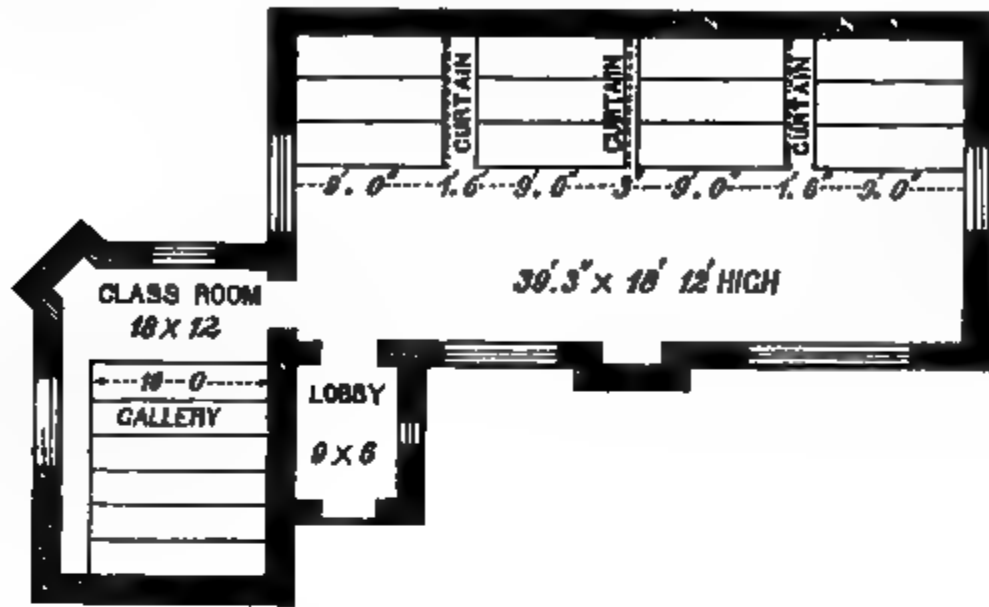 CURTAIN CURTAIN CURTAIN
9'. 0" 1'. 6" 9'. 0" 3" 9'. 0" 1'. 6" 9'. 0"
39'. 3" × 18' 12' HIGH
CLASS ROOM
18 × 12
10 - 0
GALLERY
LOBBY
9 × 6